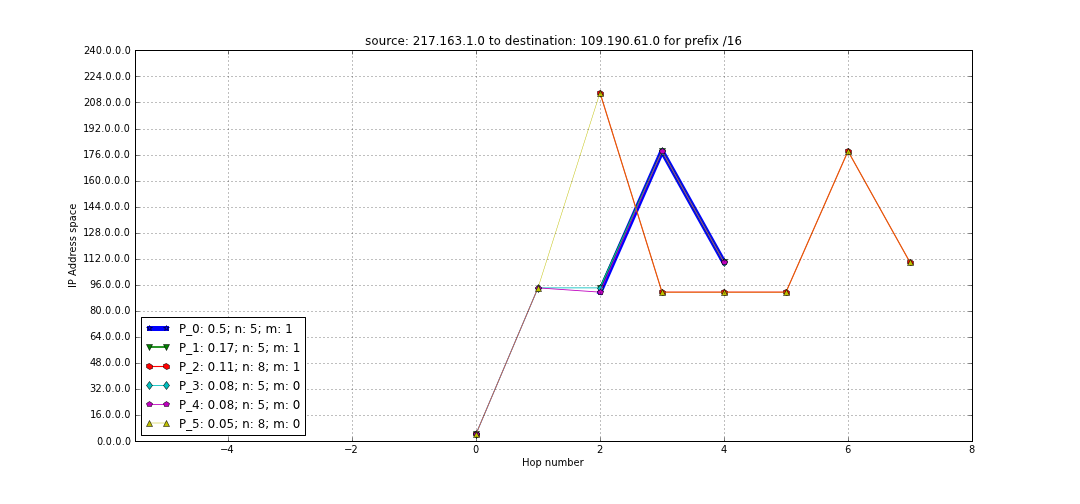 source: 217.163.1.0 to destination: 109.190.61.0 for prefix /16
240.0.0.0
224.0.0.0
208.0.0.0
192.0.0.0
176.0.0.0
160.0.0.0
144.0.0.0
128.0.0.0
112.0.0.0
96.0.0.0
80.0.0.0
64.0.0.0
48.0.0.0
32.0.0.0
16.0.0.0
0.0.0.0
IP Address space
P_0: 0.5; n: 5; m: 1
P_1: 0.17; n: 5; m: 1
P_2: 0.11; n: 8; m: 1
P_3: 0.08; n: 5; m: 0
P_4: 0.08; n: 5; m: 0
P_5: 0.05; n: 8; m: 0
−4 −2 0 2 4 6 8
Hop number